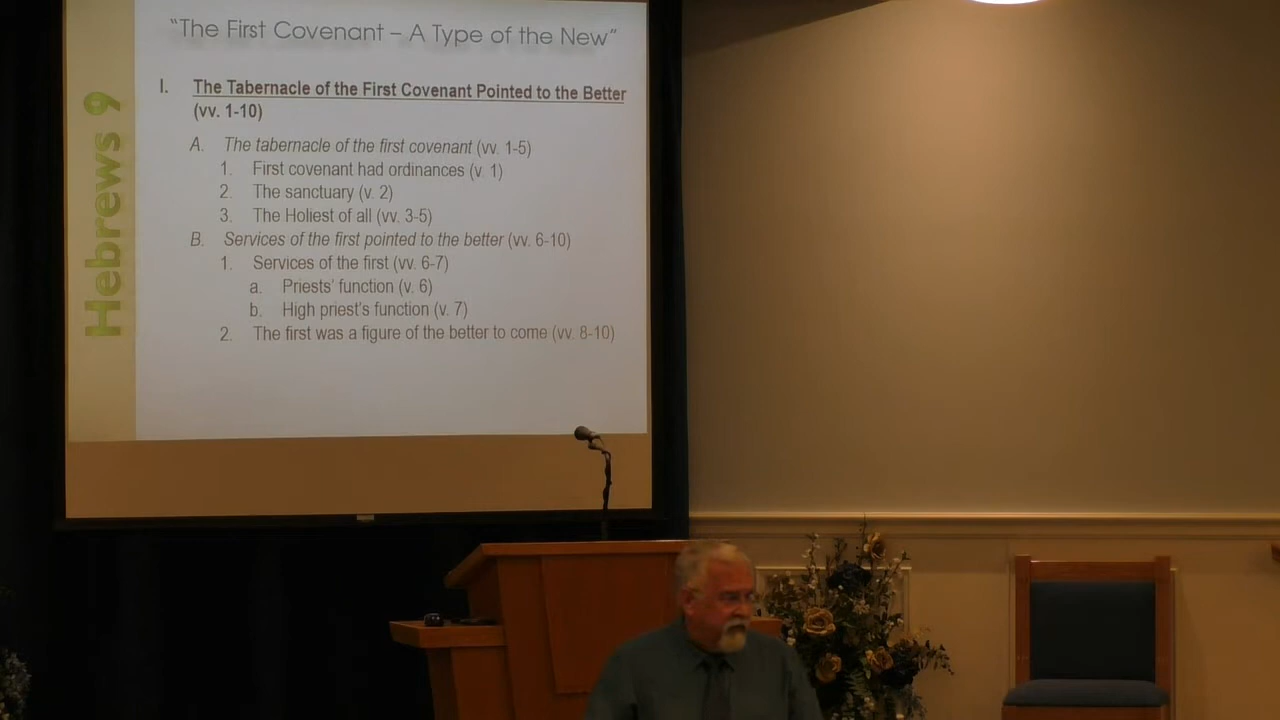 "The First Covenant – A Type of the New"
Hebrews 9
I. The Tabernacle of the First Covenant Pointed to the Better
(vv. 1-10)
A. The tabernacle of the first covenant (vv. 1-5)
1. First covenant had ordinances (v. 1)
2. The sanctuary (v. 2)
3. The Holiest of all (vv. 3-5)
B. Services of the first pointed to the better (vv. 6-10)
1. Services of the first (vv. 6-7)
a. Priests' function (v. 6)
b. High priest's function (v. 7)
2. The first was a figure of the better to come (vv. 8-10)